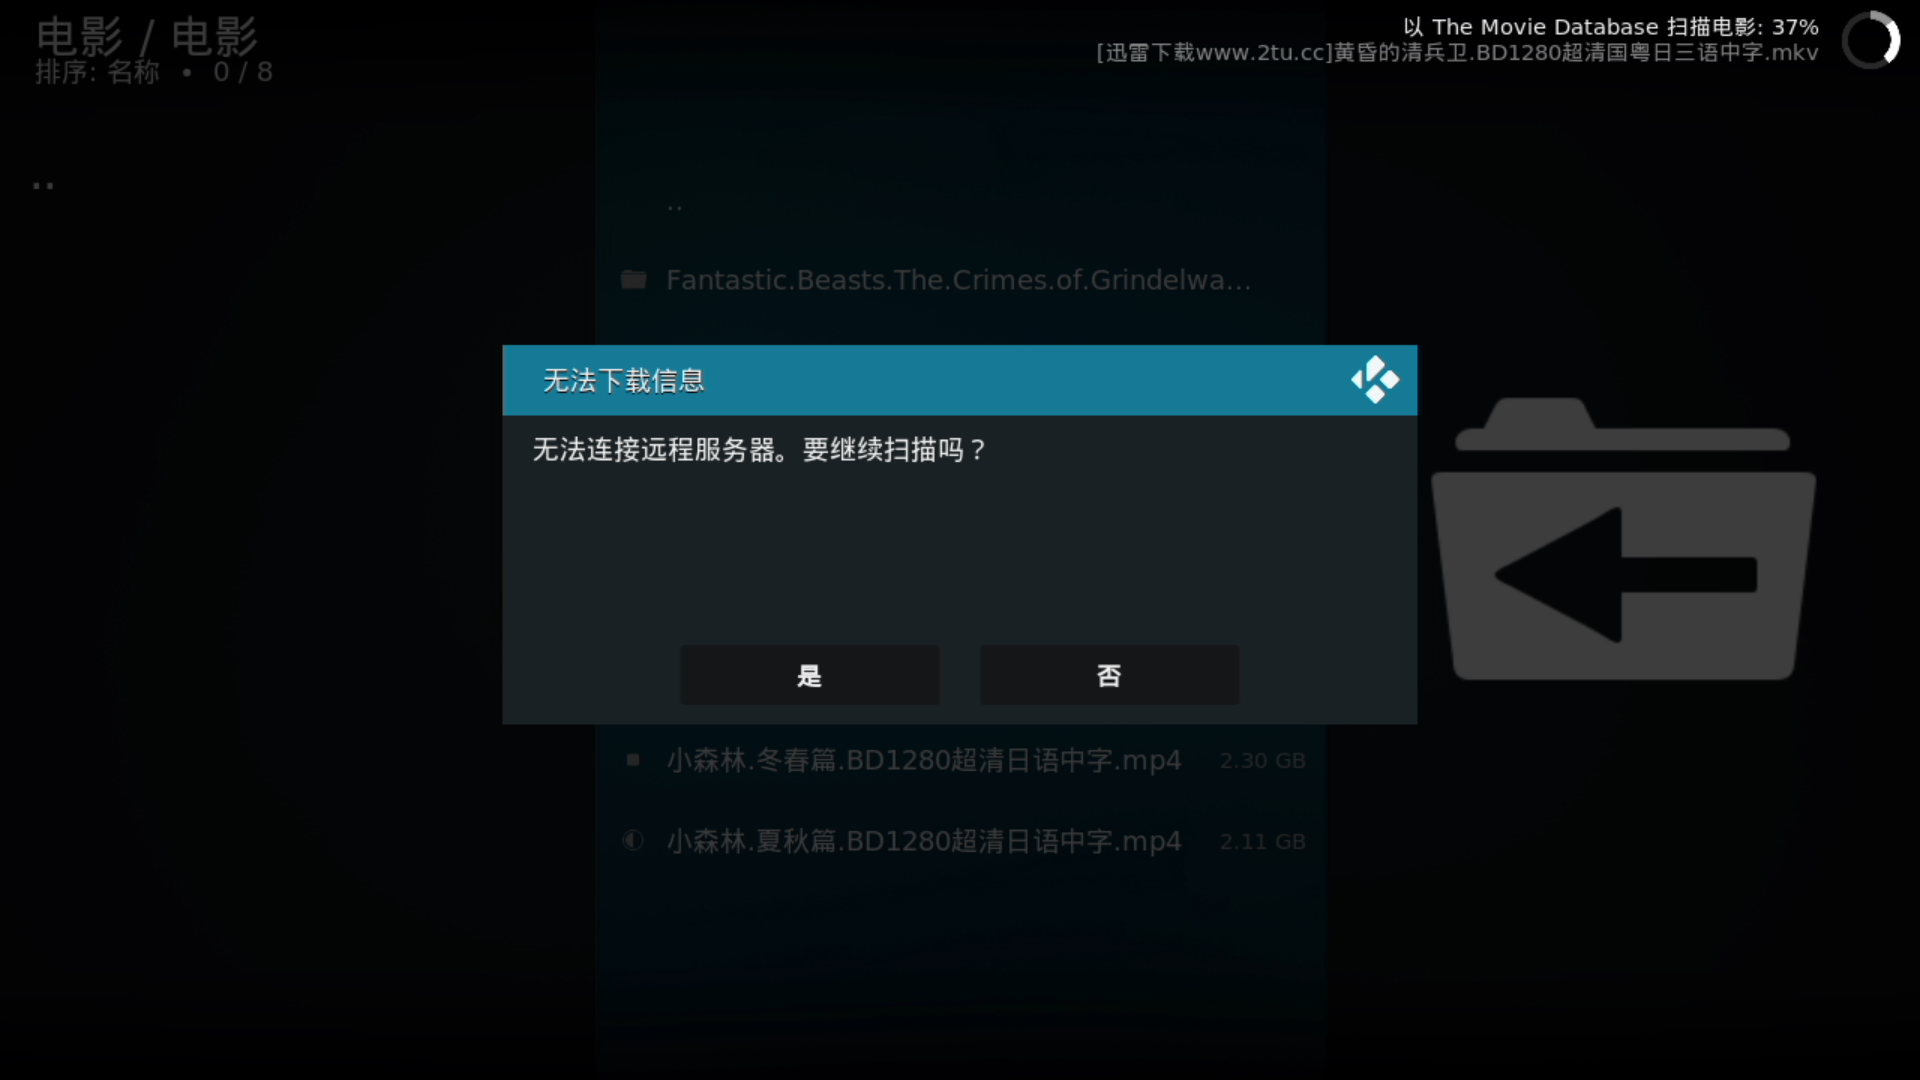 电影 / 电影
排序: 名称 • 0 / 8
以 The Movie Database 扫描电影: 37%
[迅雷下载www.2tu.cc]黄昏的清兵卫.BD1280超清国粤日三语中字.mkv
..
..
Fantastic.Beasts.The.Crimes.of.Grindelwa...
无法下载信息
无法连接远程服务器。要继续扫描吗？
是
否
小森林.冬春篇.BD1280超清日语中字.mp4 2.30 GB
小森林.夏秋篇.BD1280超清日语中字.mp4 2.11 GB